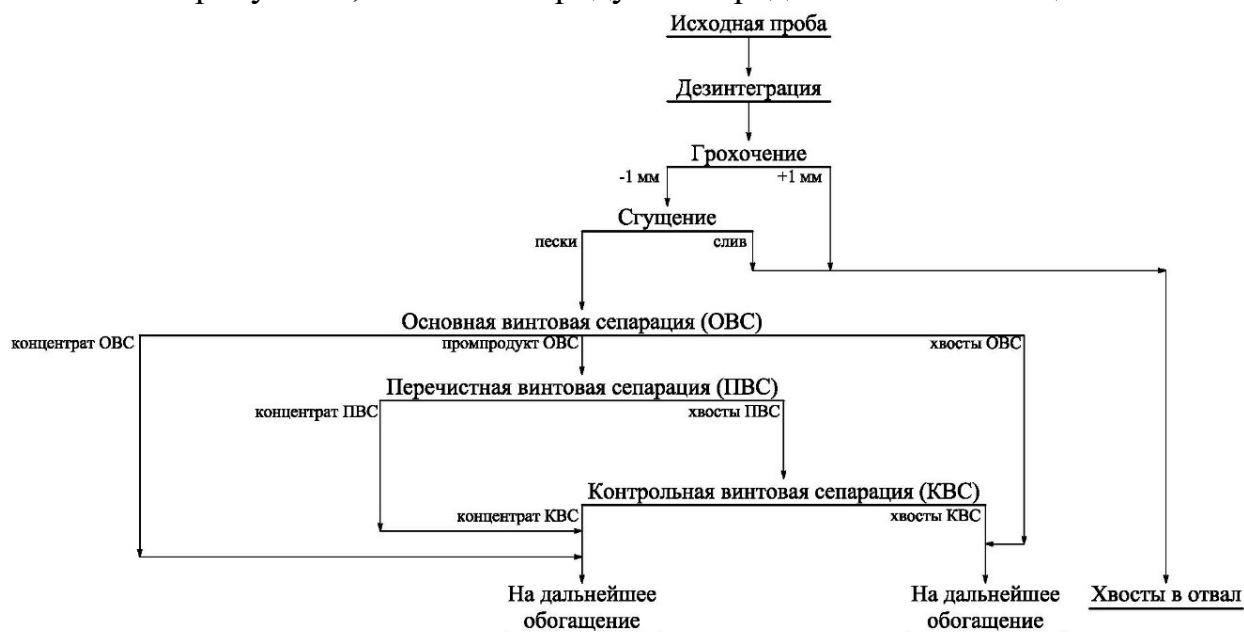 Исходная проба
Дезинтеграция
Грохочение
-1 мм
+1 мм
Сгущение
пески
слив
Основная винтовая сепарация (ОВС)
концентрат ОВС
промпродукт ОВС
хвосты ОВС
Перечистная винтовая сепарация (ПВС)
концентрат ПВС
хвосты ПВС
Контрольная винтовая сепарация (КВС)
концентрат КВС
хвосты КВС
На дальнейшее
обогащение
На дальнейшее
обогащение
Хвосты в отвал